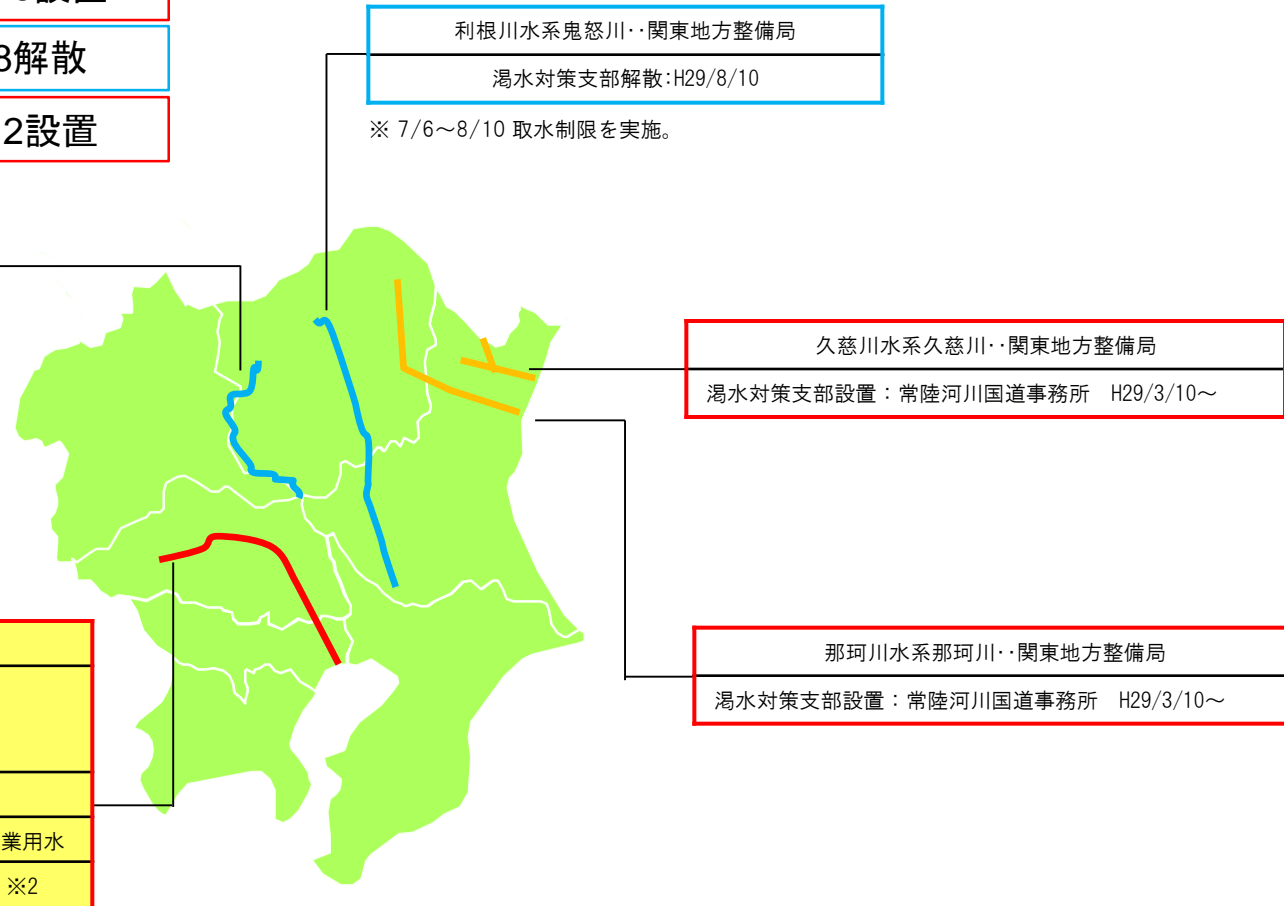 設置
8解散
2設置
利根川水系鬼怒川‥関東地方整備局
渇水対策支部解散:H29/8/10
※ 7/6～8/10 取水制限を実施。
久慈川水系久慈川‥関東地方整備局
渇水対策支部設置：常陸河川国道事務所　H29/3/10～
那珂川水系那珂川‥関東地方整備局
渇水対策支部設置：常陸河川国道事務所　H29/3/10～
業用水
※2